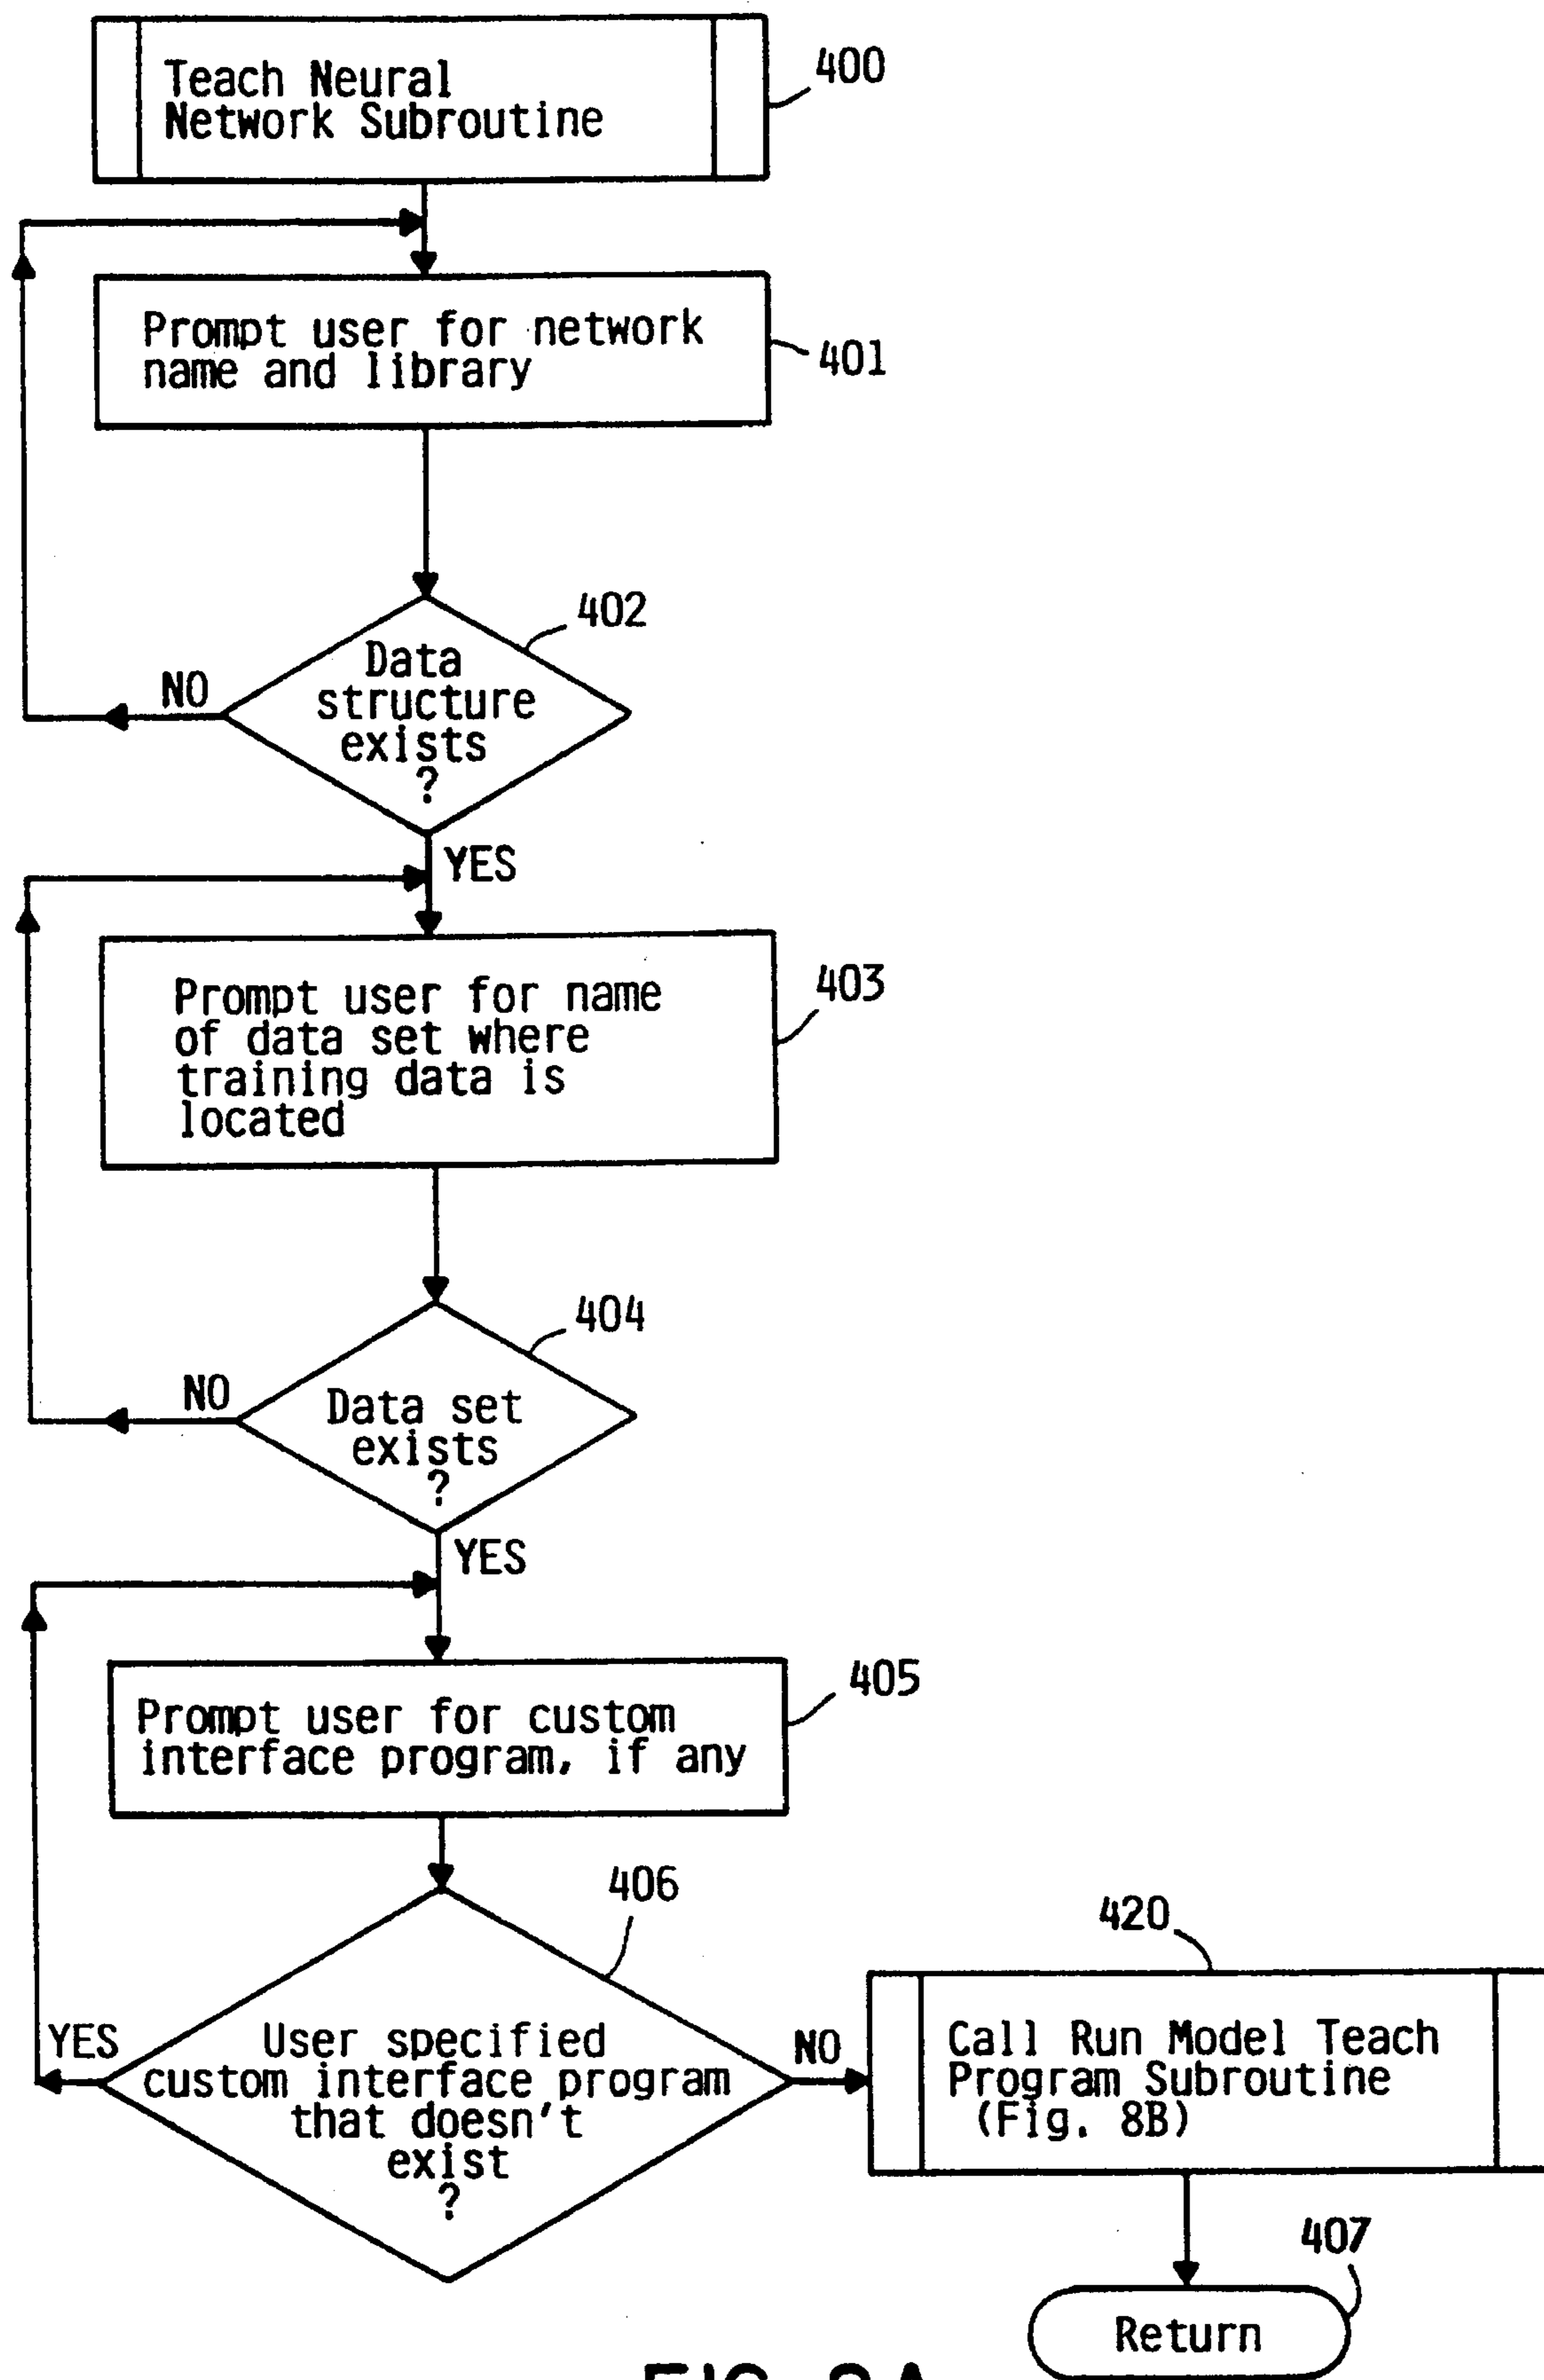 Teach Neural
Network Subroutine
400
Prompt user for network
name and library
401
402
Data
structure
exists
?
NO
YES
Prompt user for name
of data set where
training data is
located
403
404
Data set
exists
?
NO
YES
Prompt user for custom
interface program, if any
405
406
User specified
custom interface program
that doesn't
exist
?
YES
NO
420
Call Run Model Teach
Program Subroutine
(Fig. 8B)
407
Return